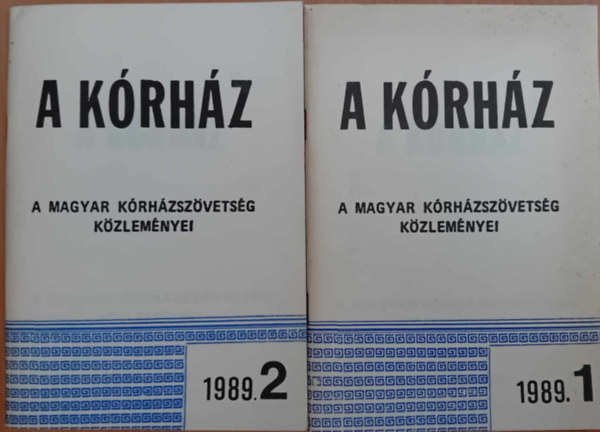 A KÓRHÁZ
A MAGYAR KÓRHÁZSZÖVETSÉG
KÖZLEMÉNYEI
1989. 2
A KÓRHÁZ
A MAGYAR KÓRHÁZSZÖVETSÉG
KÖZLEMÉNYEI
1989. 1